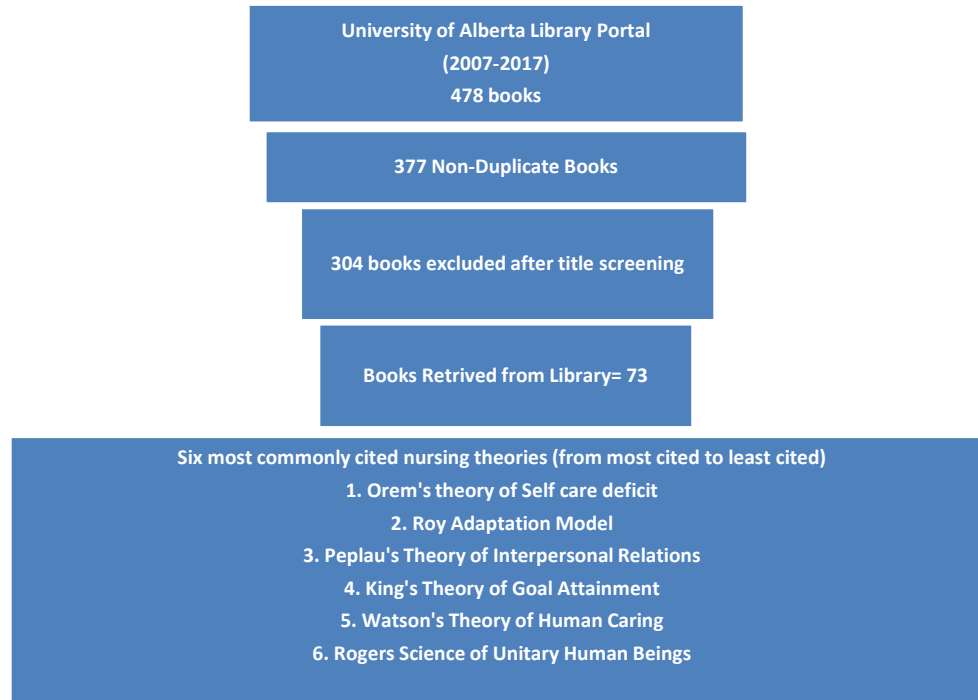 University of Alberta Library Portal
(2007-2017)
478 books
377 Non-Duplicate Books
304 books excluded after title screening
Books Retrived from Library= 73
Six most commonly cited nursing theories (from most cited to least cited)
1. Orem's theory of Self care deficit
2. Roy Adaptation Model
3. Peplau's Theory of Interpersonal Relations
4. King's Theory of Goal Attainment
5. Watson's Theory of Human Caring
6. Rogers Science of Unitary Human Beings